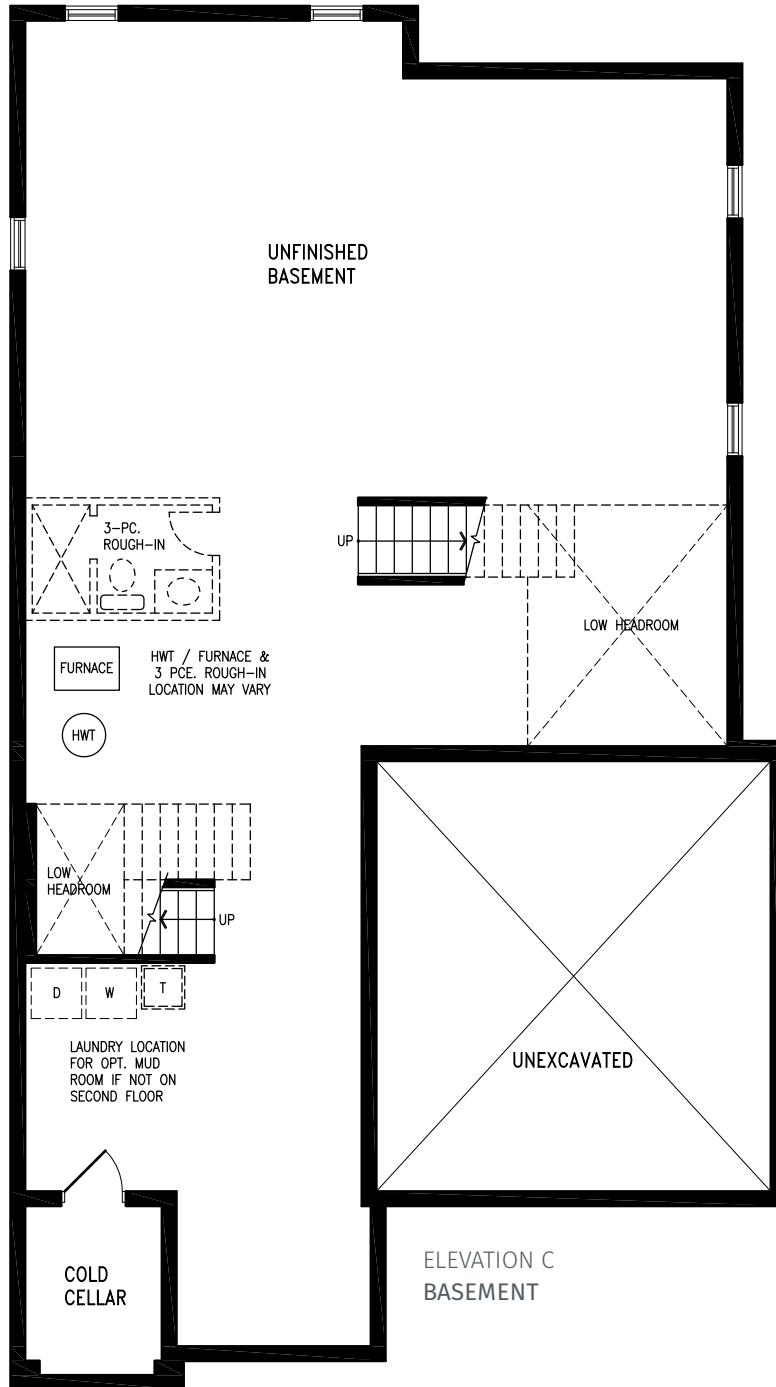 UNFINISHED
BASEMENT
3-PC.
ROUGH-IN
UP
LOW HEADROOM
FURNACE
HWT / FURNACE &
3 PCE. ROUGH-IN
LOCATION MAY VARY
HWT
LOW
HEADROOM
UP
D
W
T
LAUNDRY LOCATION
FOR OPT. MUD
ROOM IF NOT ON
SECOND FLOOR
UNEXCAVATED
COLD
CELLAR
ELEVATION C
BASEMENT